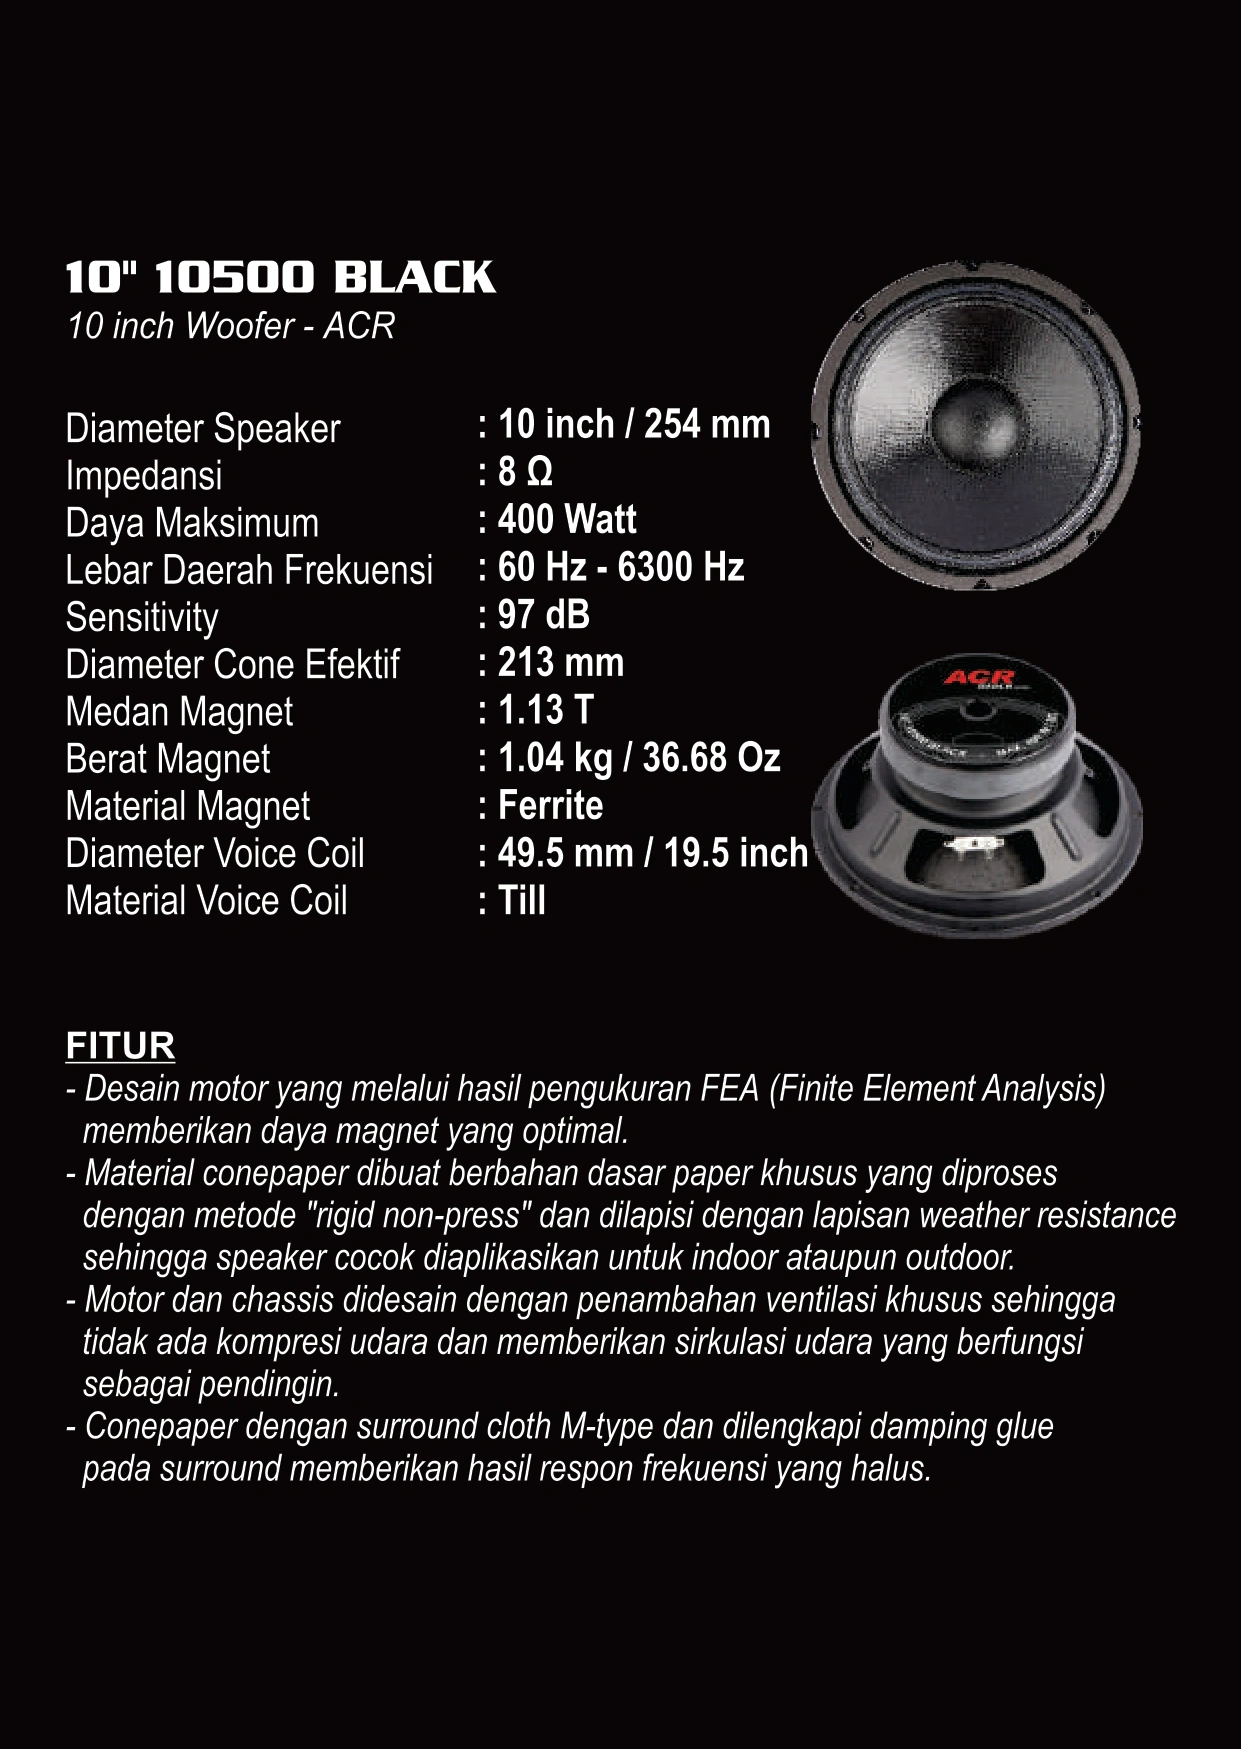 10" 10500 BLACK
10 inch Woofer - ACR
Diameter Speaker : 10 inch / 254 mm
Impedansi : 8 Ω
Daya Maksimum : 400 Watt
Lebar Daerah Frekuensi : 60 Hz - 6300 Hz
Sensitivity : 97 dB
Diameter Cone Efektif : 213 mm
Medan Magnet : 1.13 T
Berat Magnet : 1.04 kg / 36.68 Oz
Material Magnet : Ferrite
Diameter Voice Coil : 49.5 mm / 19.5 inch
Material Voice Coil : Till
ACR
FITUR
- Desain motor yang melalui hasil pengukuran FEA (Finite Element Analysis)
memberikan daya magnet yang optimal.
- Material conepaper dibuat berbahan dasar paper khusus yang diproses
dengan metode "rigid non-press" dan dilapisi dengan lapisan weather resistance
sehingga speaker cocok diaplikasikan untuk indoor ataupun outdoor.
- Motor dan chassis didesain dengan penambahan ventilasi khusus sehingga
tidak ada kompresi udara dan memberikan sirkulasi udara yang berfungsi
sebagai pendingin.
- Conepaper dengan surround cloth M-type dan dilengkapi damping glue
pada surround memberikan hasil respon frekuensi yang halus.